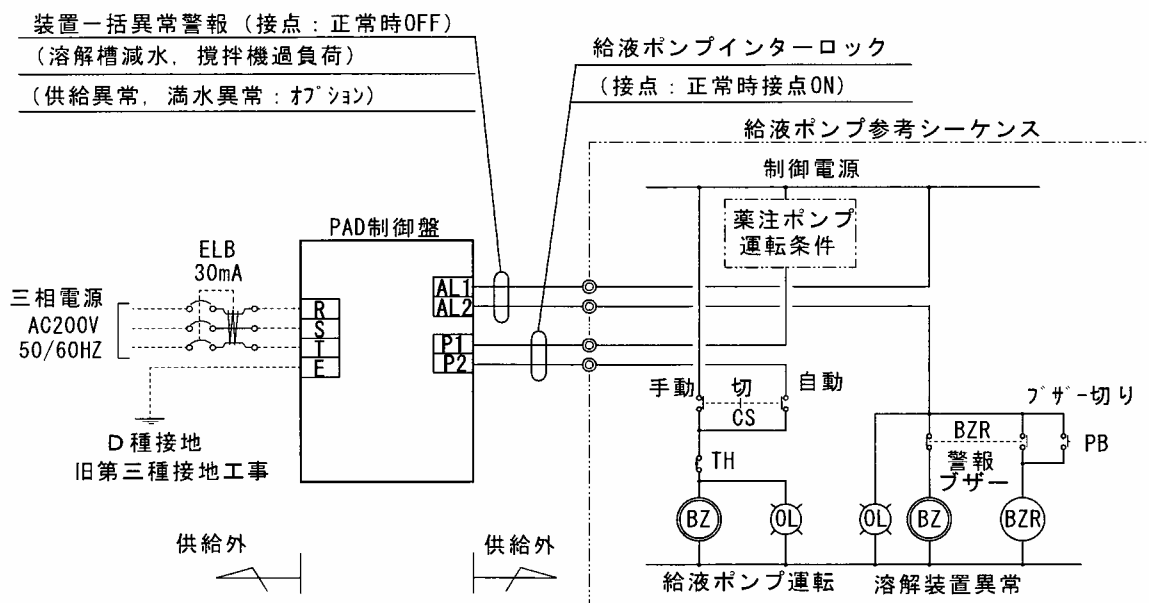 装置一括異常警報（接点：正常時OFF）
(溶解槽減水，撹拌機過負荷)
(供給異常，満水異常：ｵﾌﾟｼｮﾝ)
給液ポンプインターロック
(接点：正常時接点ON)
給液ポンプ参考シーケンス
制御電源
薬注ポンプ
運転条件
PAD制御盤
ELB
30mA
三相電源
AC200V
50/60HZ
R
S
T
E
AL1
AL2
P1
P2
D種接地
旧第三種接地工事
手動
切
自動
CS
TH
BZR
警報
ブザー
ﾌﾞｻﾞｰ切り
PB
BZ
OL
OL
BZ
BZR
供給外
供給外
給液ポンプ運転
溶解装置異常